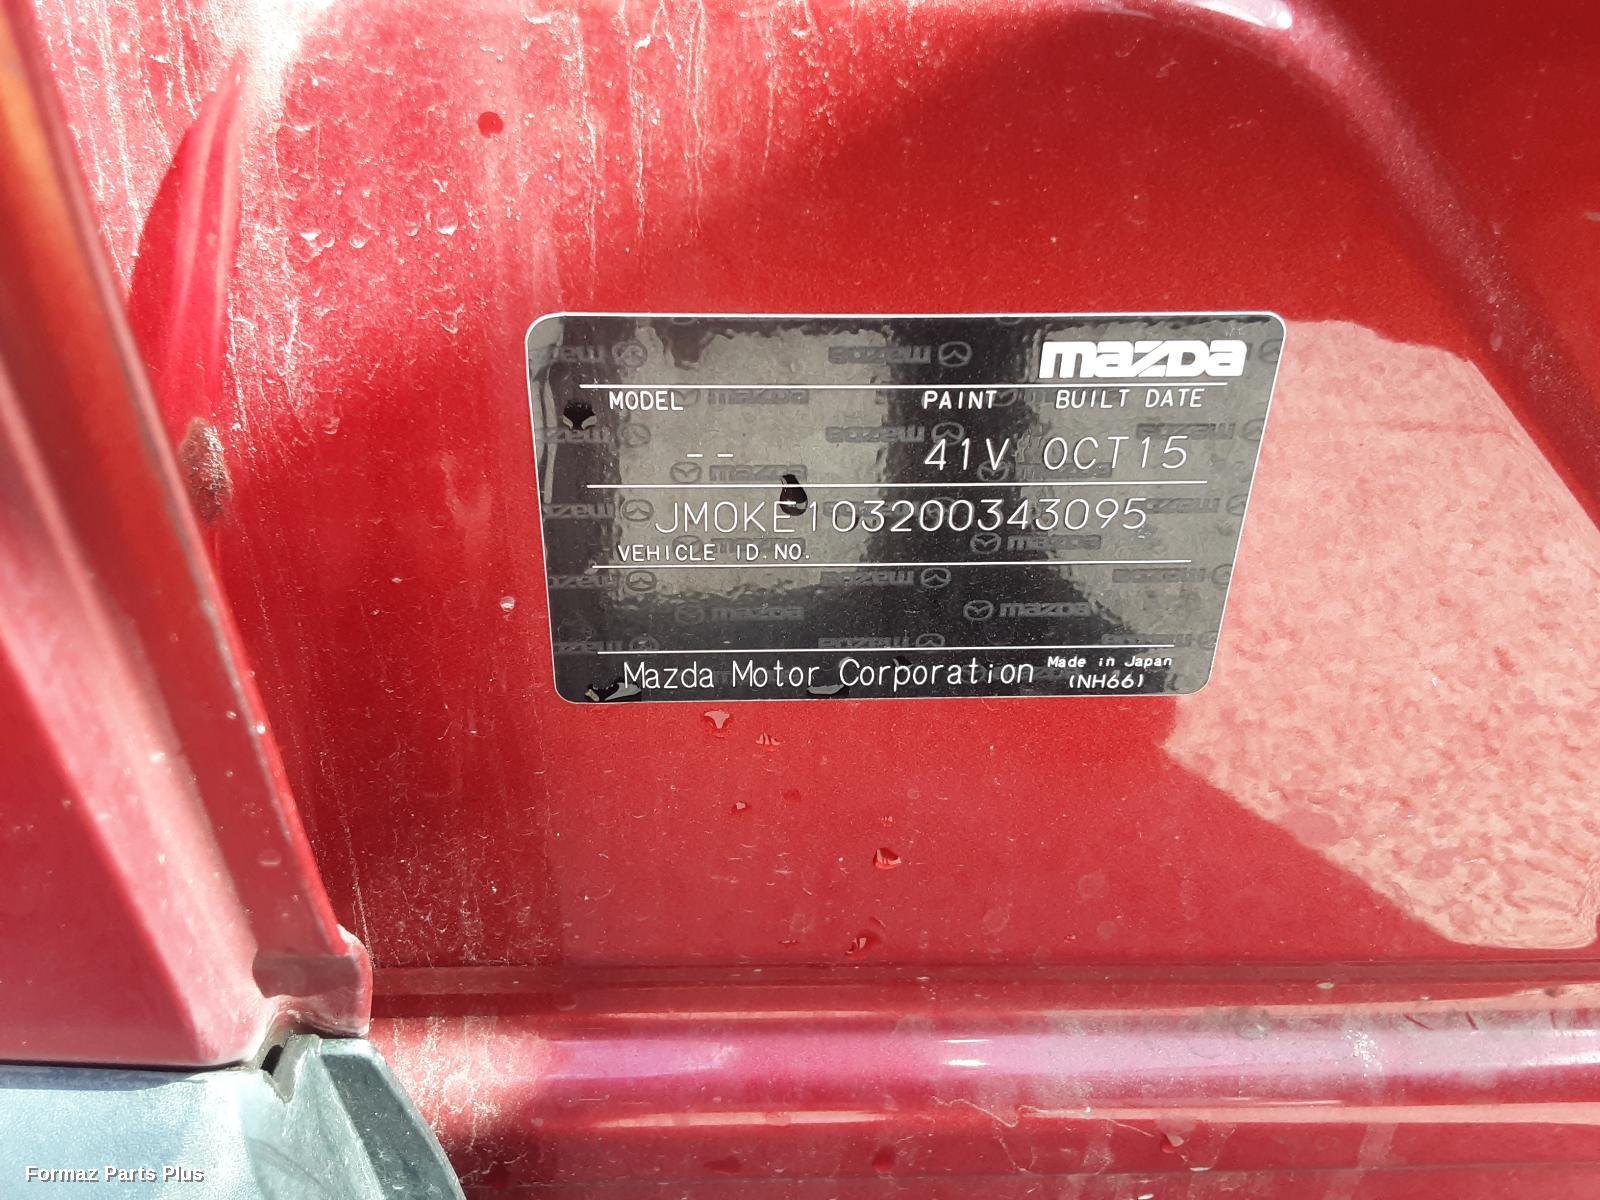 mazda
MODEL PAINT BUILT DATE
-- 41V OCT15
JM0KE103200343095
VEHICLE ID.NO.
Mazda Motor Corporation Made in Japan
(NH66)
Formaz Parts Plus